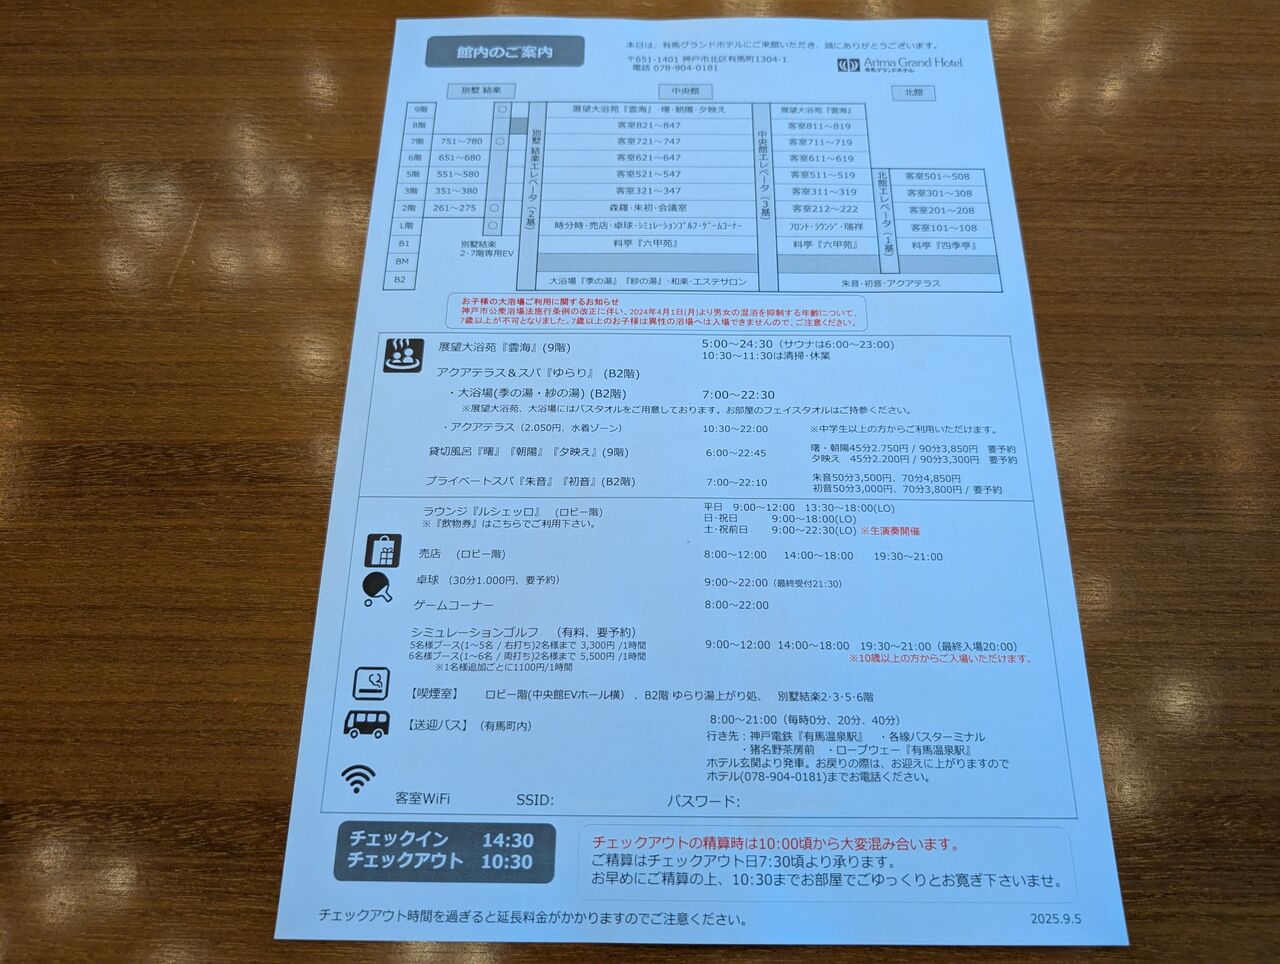 館内のご案内
本日は、有馬グランドホテルにご来館いただき、誠にありがとうございます。
〒651-1401 神戸市北区有馬町1304-1
電話 078-904-0181
Arima Grand Hotel
有馬グランドホテル
別墅 結楽
中央館
北館
9階 ○ 展望大浴苑『雲海』・曙・朝陽・夕映え 展望大浴苑『雲海』
8階 客室821～847 客室811～819
7階 751～780 ○ 客室721～747 客室711～719
6階 651～680 客室621～647 客室611～619
5階 551～580 客室521～547 客室511～519 客室501～508
3階 351～380 客室321～347 客室311～319 客室301～308
2階 261～275 ○ 森羅・朱初・会議室 客室212～222 客室201～208
L階 ○ 時分時・売店・卓球・シミュレーションゴルフ・ゲームコーナー フロント・ラウンジ・瑞祥 客室101～108
B1 料亭『六甲苑』 料亭『六甲苑』 料亭『四季亭』
BM
B2 大浴場『季の湯』『紗の湯』・和楽・エステサロン 朱音・初音・アクアテラス
別墅結楽
2・7階専用EV
別墅 結楽エレベータ(2基)
中央館エレベータ(3基)
北館エレベータ(1基)
お子様の大浴場ご利用に関するお知らせ
神戸市公衆浴場法施行条例の改正に伴い、2024年4月1日(月)より男女の混浴を抑制する年齢について、
7歳以上が不可となりました。7歳以上のお子様は異性の浴場へは入場できませんので、ご注意ください。
展望大浴苑『雲海』(9階) 5:00～24:30（サウナは6:00～23:00）
10:30～11:30は清掃・休業
アクアテラス＆スパ『ゆらり』 (B2階)
・大浴場(季の湯・紗の湯) (B2階) 7:00～22:30
※展望大浴苑、大浴場にはバスタオルをご用意しております。お部屋のフェイスタオルはご持参ください。
・アクアテラス（2.050円、水着ゾーン） 10:30～22:00 ※中学生以上の方からご利用いただけます。
貸切風呂『曙』『朝陽』『夕映え』(9階) 6:00～22:45 曙・朝陽45分2.750円 / 90分3,850円 要予約
夕映え 45分2.200円 / 90分3,300円 要予約
プライベートスパ『朱音』『初音』(B2階) 7:00～22:10 朱音50分3,500円、70分4,850円
初音50分3,000円、70分3,800円 / 要予約
ラウンジ『ルシェッロ』 (ロビー階) 平日 9:00～12:00 13:30～18:00(LO)
※『飲物券』はこちらでご利用下さい。 日・祝日 9:00～18:00(LO)
土・祝前日 9:00～22:30(LO) ※生演奏開催
売店 (ロビー階) 8:00～12:00 14:00～18:00 19:30～21:00
卓球（30分1.000円、要予約） 9:00～22:00（最終受付21:30）
ゲームコーナー 8:00～22:00
シミュレーションゴルフ （有料、要予約） 9:00～12:00 14:00～18:00 19:30～21:00（最終入場20:00）
5名様ブース(1～5名 / 右打ち)2名様まで 3,300円 /1時間 ※10歳以上の方からご入場いただけます。
6名様ブース(1～6名 / 両打ち)2名様まで 5,500円 /1時間
※1名様追加ごとに1100円/1時間
【喫煙室】 ロビー階(中央館EVホール横) 、B2階 ゆらり湯上がり処、 別墅結楽2・3・5・6階
【送迎バス】（有馬町内） 8:00～21:00（毎時0分、20分、40分）
行き先：神戸電鉄『有馬温泉駅』 ・各線バスターミナル
・猪名野茶房前 ・ロープウェー『有馬温泉駅』
ホテル玄関より発車。お戻りの際は、お迎えに上がりますので
ホテル(078-904-0181)までお電話ください。
客室WiFi SSID: パスワード:
チェックイン 14:30
チェックアウト 10:30
チェックアウトの精算時は10:00頃から大変混み合います。
ご精算はチェックアウト日7:30頃より承ります。
お早めにご精算の上、10:30までお部屋でごゆっくりとお寛ぎ下さいませ。
チェックアウト時間を過ぎると延長料金がかかりますのでご注意ください。
2025.9.5